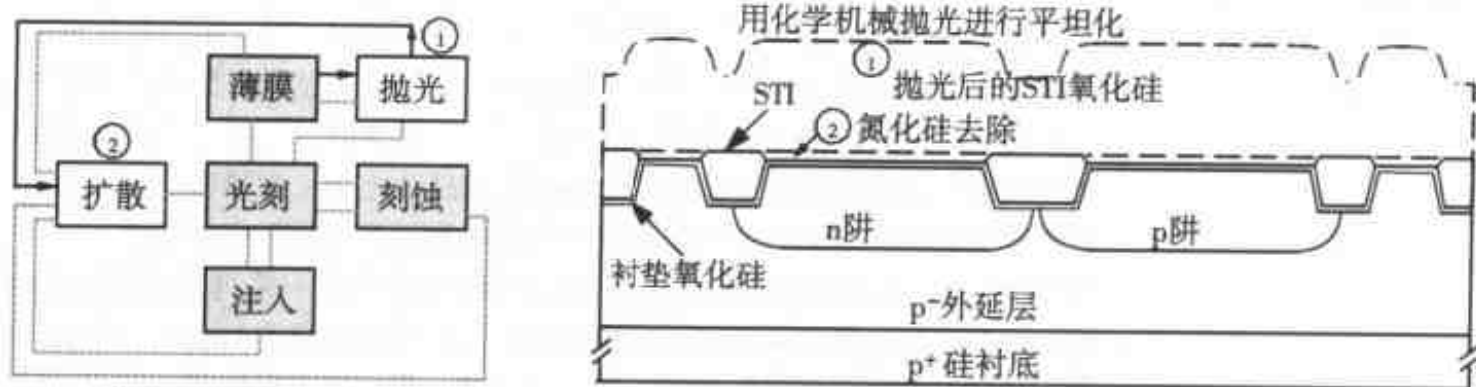 ①
薄膜
抛光
②
扩散
光刻
刻蚀
注入
用化学机械抛光进行平坦化
①
抛光后的STI氧化硅
STI
②氮化硅去除
n阱
p阱
衬垫氧化硅
p⁻外延层
p⁺硅衬底